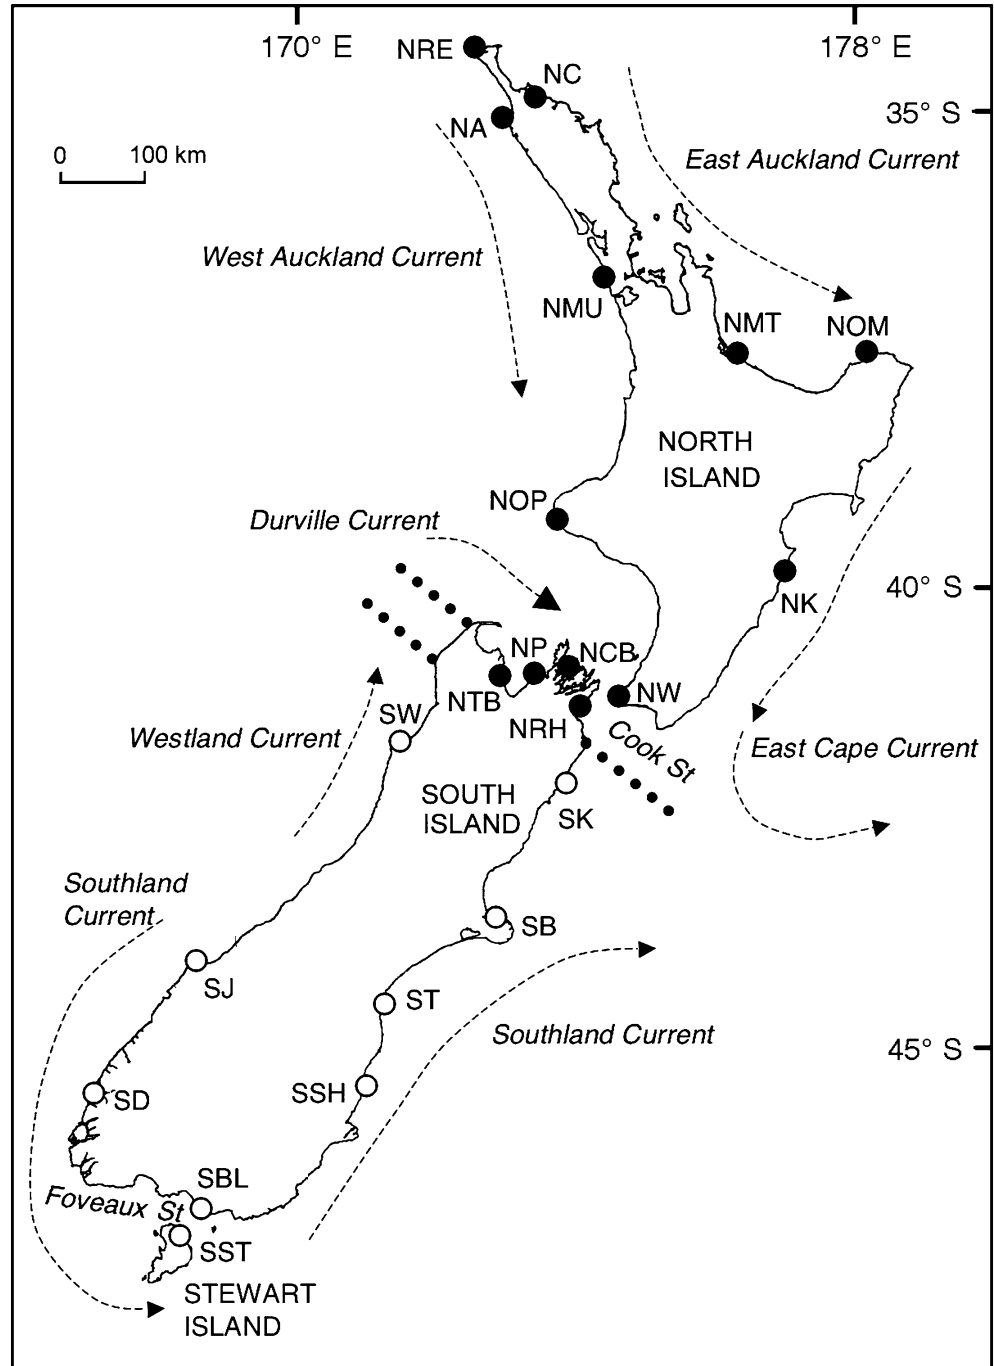 170° E
178° E
NRE
NC
NA
35° S
0
100 km
East Auckland Current
West Auckland Current
NMU
NMT
NOM
NORTH
ISLAND
NOP
Durville Current
40° S
NK
NP
NCB
NTB
NW
NRH
SW
Cook St
Westland Current
East Cape Current
SOUTH
ISLAND
SK
Southland
Current
SB
SJ
ST
Southland Current
45° S
SSH
SD
SBL
Foveaux St
SST
STEWART
ISLAND